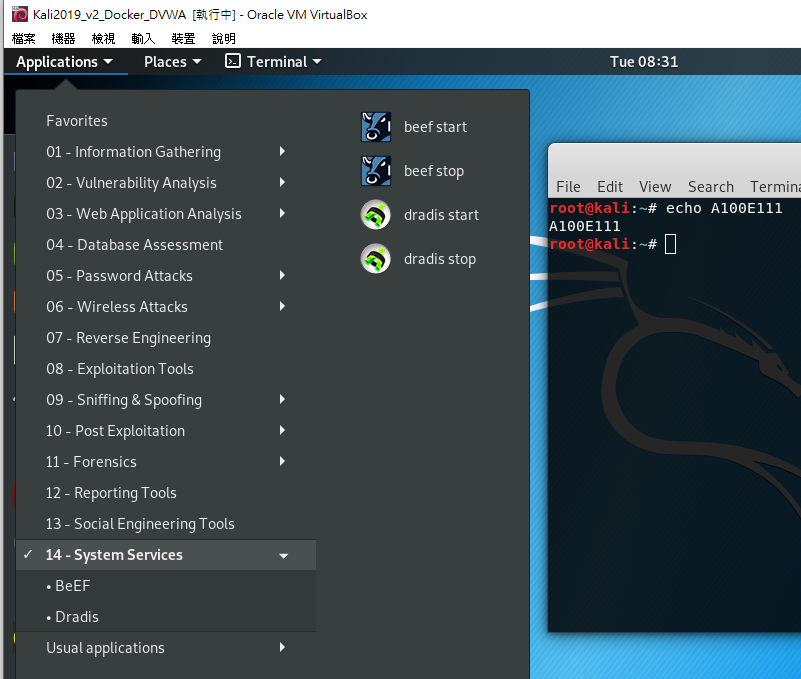 Kali2019_v2_Docker_DVWA [執行中] - Oracle VM VirtualBox
檔案 機器 檢視 輸入 裝置 說明
Applications Places Terminal Tue 08:31
Favorites
01 - Information Gathering
02 - Vulnerability Analysis
03 - Web Application Analysis
04 - Database Assessment
05 - Password Attacks
06 - Wireless Attacks
07 - Reverse Engineering
08 - Exploitation Tools
09 - Sniffing & Spoofing
10 - Post Exploitation
11 - Forensics
12 - Reporting Tools
13 - Social Engineering Tools
✓ 14 - System Services
• BeEF
• Dradis
Usual applications
beef start
beef stop
dradis start
dradis stop
File Edit View Search Termina
root@kali:~# echo A100E111
A100E111
root@kali:~#